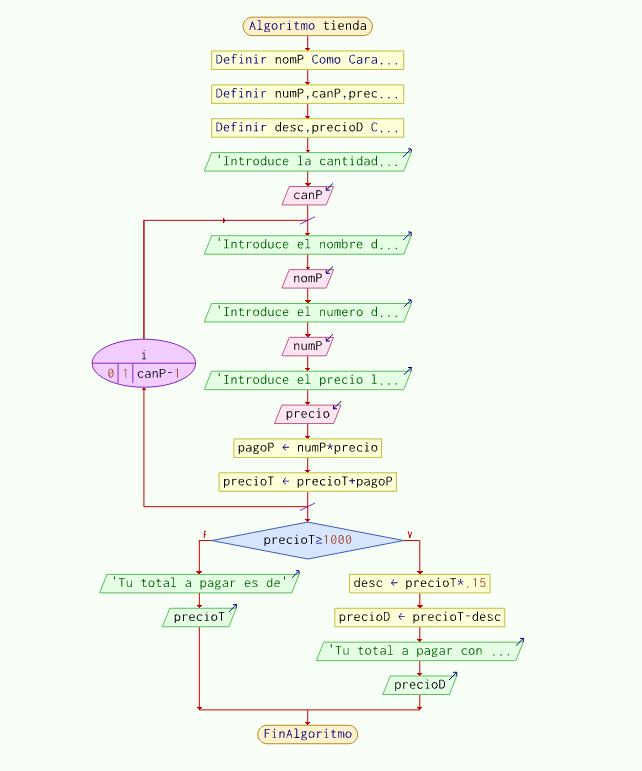 Algoritmo tienda
Definir nomP Como Cara...
Definir numP,canP,prec...
Definir desc,precioD C...
'Introduce la cantidad...
canP
'Introduce el nombre d...
nomP
'Introduce el numero d...
numP
i
0 1 canP-1
'Introduce el precio l...
precio
pagoP ← numP*precio
precioT ← precioT+pagoP
precioT≥1000
F
V
'Tu total a pagar es de'
precioT
desc ← precioT*.15
precioD ← precioT-desc
'Tu total a pagar con ...
precioD
FinAlgoritmo